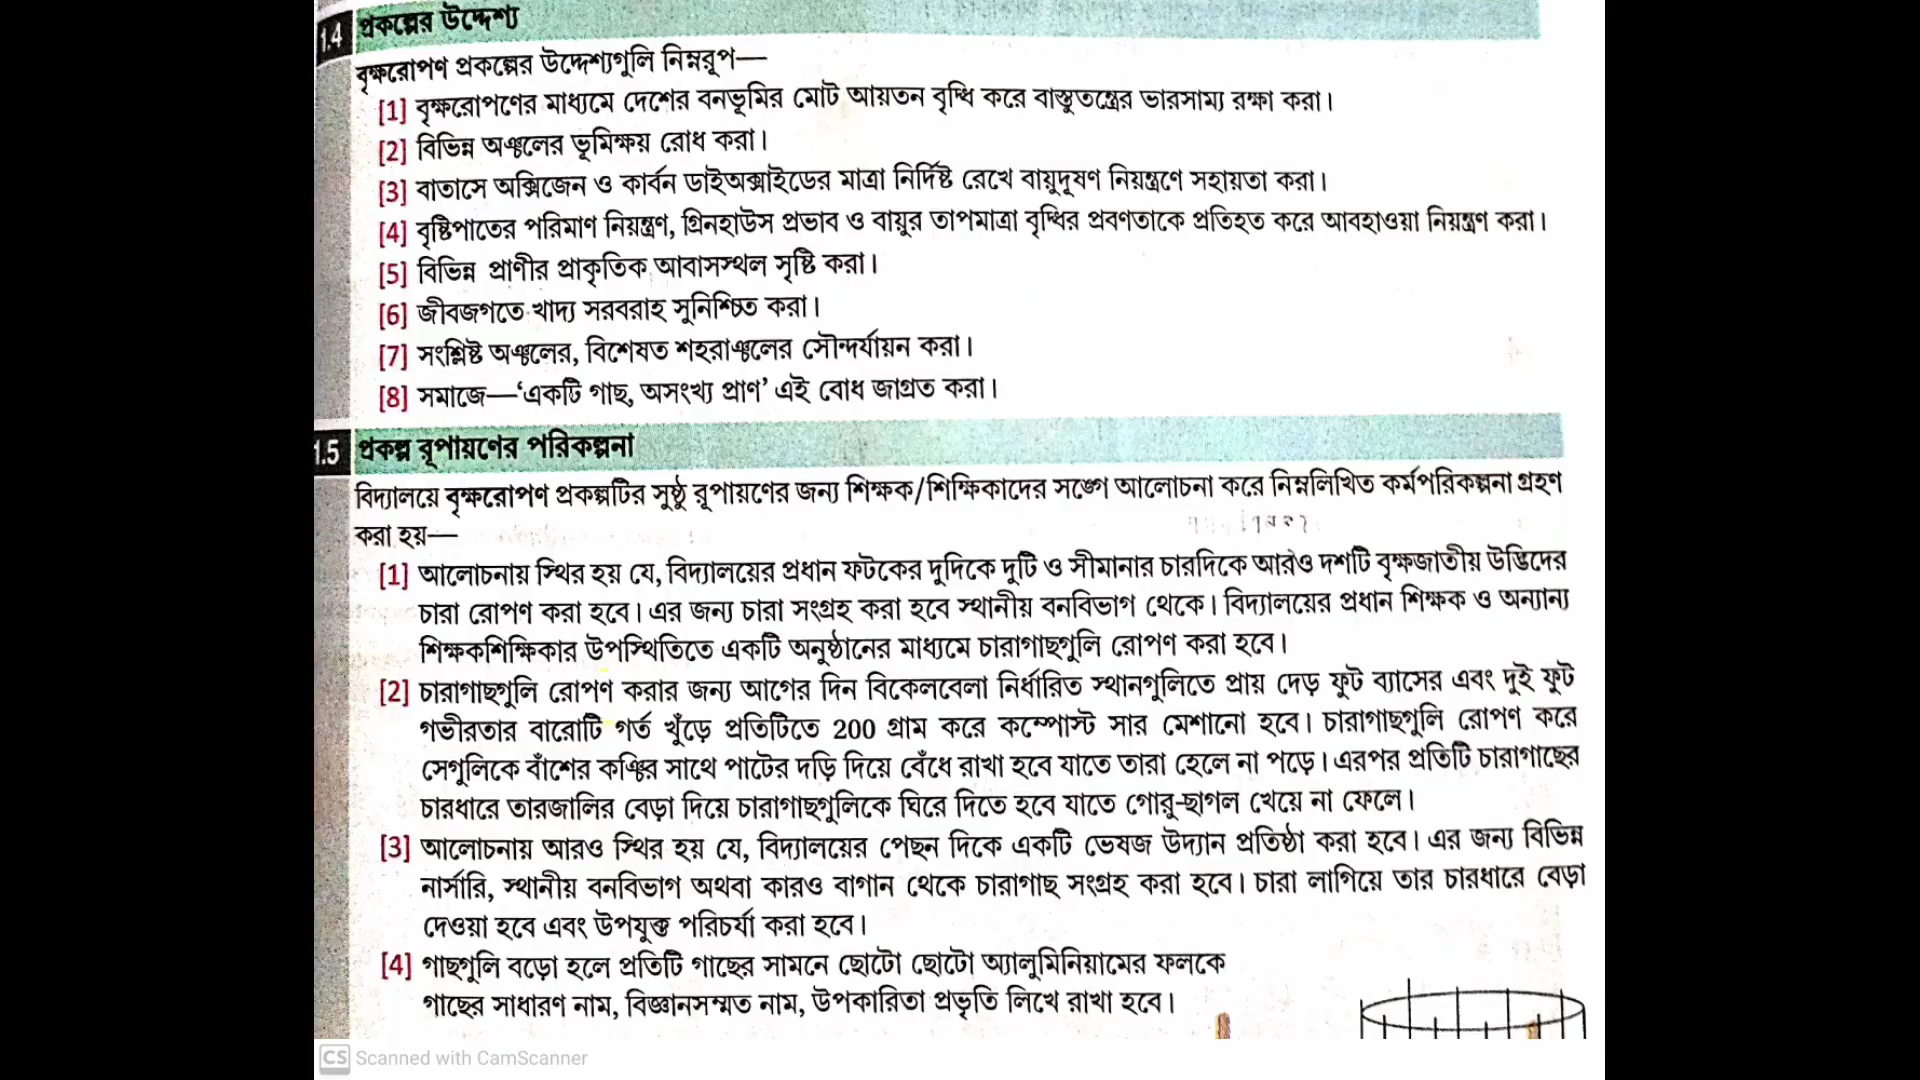 1.4 প্রকল্পের উদ্দেশ্য
বৃক্ষরোপণ প্রকল্পের উদ্দেশ্যগুলি নিম্নরূপ—
[1] বৃক্ষরোপণের মাধ্যমে দেশের বনভূমির মোট আয়তন বৃদ্ধি করে বাস্তুতন্ত্রের ভারসাম্য রক্ষা করা।
[2] বিভিন্ন অঞ্চলের ভূমিক্ষয় রোধ করা।
[3] বাতাসে অক্সিজেন ও কার্বন ডাইঅক্সাইডের মাত্রা নির্দিষ্ট রেখে বায়ুদূষণ নিয়ন্ত্রণে সহায়তা করা।
[4] বৃষ্টিপাতের পরিমাণ নিয়ন্ত্রণ, গ্রিনহাউস প্রভাব ও বায়ুর তাপমাত্রা বৃদ্ধির প্রবণতাকে প্রতিহত করে আবহাওয়া নিয়ন্ত্রণ করা।
[5] বিভিন্ন প্রাণীর প্রাকৃতিক আবাসস্থল সৃষ্টি করা।
[6] জীবজগতে খাদ্য সরবরাহ সুনিশ্চিত করা।
[7] সংশ্লিষ্ট অঞ্চলের, বিশেষত শহরাঞ্চলের সৌন্দর্যায়ন করা।
[8] সমাজে—‘একটি গাছ, অসংখ্য প্রাণ’ এই বোধ জাগ্রত করা।
1.5 প্রকল্প রূপায়ণের পরিকল্পনা
বিদ্যালয়ে বৃক্ষরোপণ প্রকল্পটির সুষ্ঠু রূপায়ণের জন্য শিক্ষক/শিক্ষিকাদের সঙ্গে আলোচনা করে নিম্নলিখিত কর্মপরিকল্পনা গ্রহণ
করা হয়—
[1] আলোচনায় স্থির হয় যে, বিদ্যালয়ের প্রধান ফটকের দুদিকে দুটি ও সীমানার চারদিকে আরও দশটি বৃক্ষজাতীয় উদ্ভিদের
চারা রোপণ করা হবে। এর জন্য চারা সংগ্রহ করা হবে স্থানীয় বনবিভাগ থেকে। বিদ্যালয়ের প্রধান শিক্ষক ও অন্যান্য
শিক্ষকশিক্ষিকার উপস্থিতিতে একটি অনুষ্ঠানের মাধ্যমে চারাগাছগুলি রোপণ করা হবে।
[2] চারাগাছগুলি রোপণ করার জন্য আগের দিন বিকেলবেলা নির্ধারিত স্থানগুলিতে প্রায় দেড় ফুট ব্যাসের এবং দুই ফুট
গভীরতার বারোটি গর্ত খুঁড়ে প্রতিটিতে 200 গ্রাম করে কম্পোস্ট সার মেশানো হবে। চারাগাছগুলি রোপণ করে
সেগুলিকে বাঁশের কঞ্চির সাথে পাটের দড়ি দিয়ে বেঁধে রাখা হবে যাতে তারা হেলে না পড়ে। এরপর প্রতিটি চারাগাছের
চারধারে তারজালির বেড়া দিয়ে চারাগাছগুলিকে ঘিরে দিতে হবে যাতে গোরু-ছাগল খেয়ে না ফেলে।
[3] আলোচনায় আরও স্থির হয় যে, বিদ্যালয়ের পেছন দিকে একটি ভেষজ উদ্যান প্রতিষ্ঠা করা হবে। এর জন্য বিভিন্ন
নার্সারি, স্থানীয় বনবিভাগ অথবা কারও বাগান থেকে চারাগাছ সংগ্রহ করা হবে। চারা লাগিয়ে তার চারধারে বেড়া
দেওয়া হবে এবং উপযুক্ত পরিচর্যা করা হবে।
[4] গাছগুলি বড়ো হলে প্রতিটি গাছের সামনে ছোটো ছোটো অ্যালুমিনিয়ামের ফলকে
গাছের সাধারণ নাম, বিজ্ঞানসম্মত নাম, উপকারিতা প্রভৃতি লিখে রাখা হবে।
CS Scanned with CamScanner